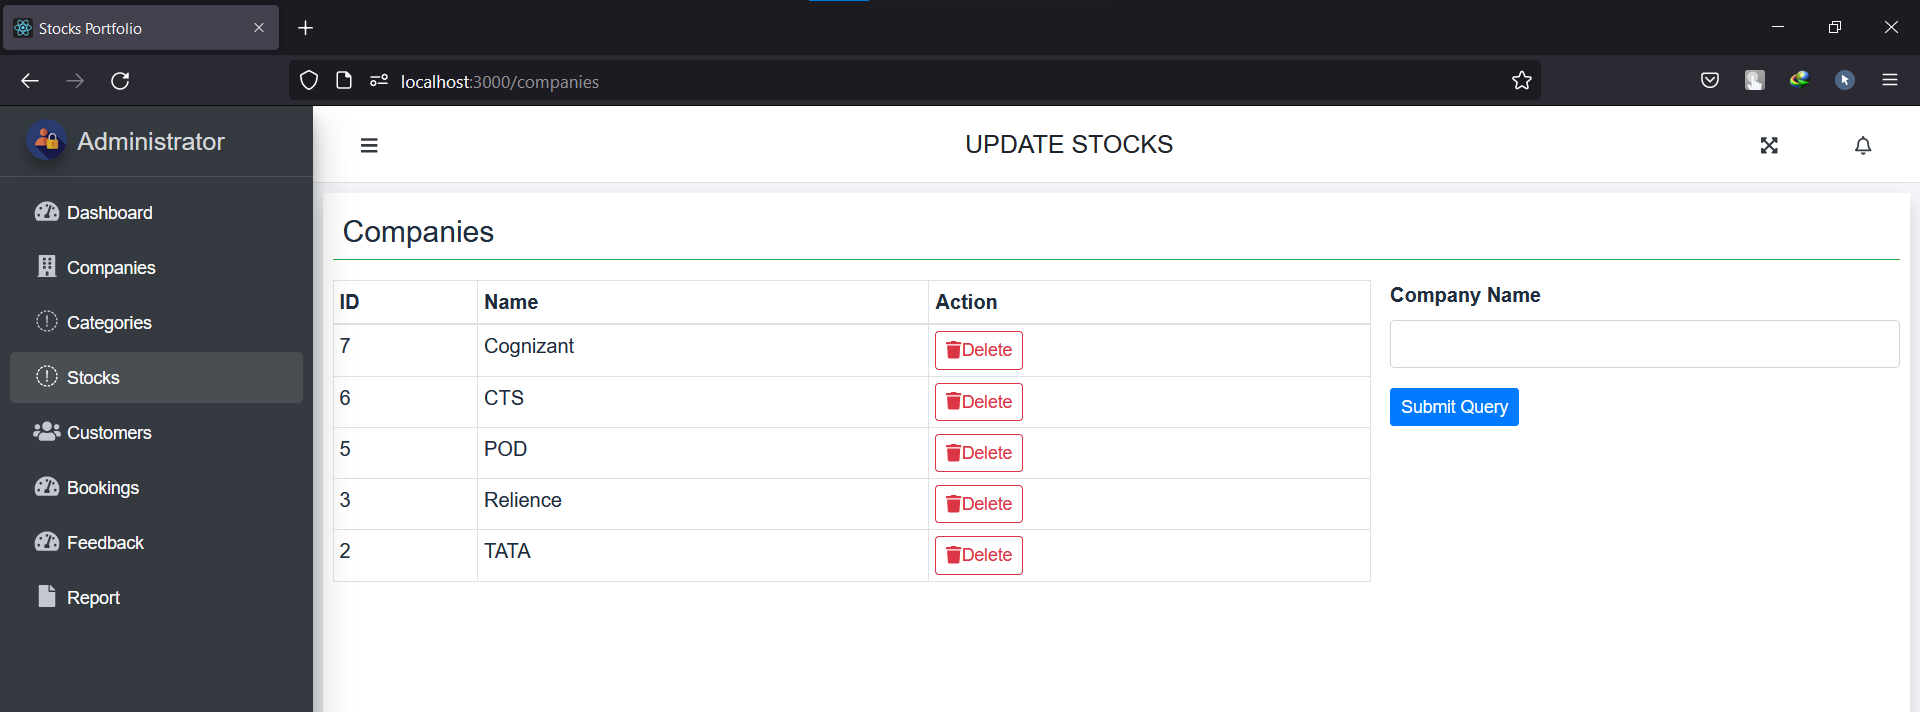 Stocks Portfolio
localhost:3000/companies
Administrator
UPDATE STOCKS
Dashboard
Companies
Categories
Stocks
Customers
Bookings
Feedback
Report
Companies
ID Name Action
7 Cognizant Delete
6 CTS Delete
5 POD Delete
3 Relience Delete
2 TATA Delete
Company Name
Submit Query